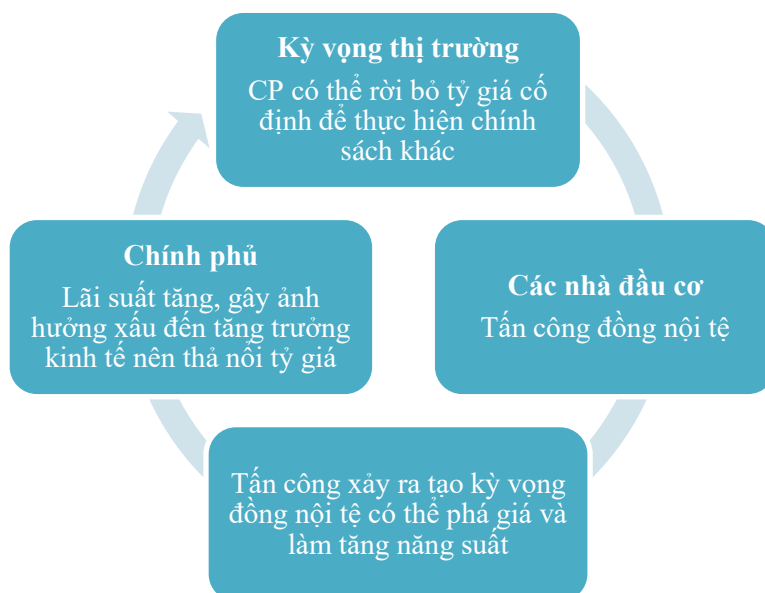 Kỳ vọng thị trường
CP có thể rời bỏ tỷ giá cố
định để thực hiện chính
sách khác
Các nhà đầu cơ
Tấn công đồng nội tệ
Tấn công xảy ra tạo kỳ vọng
đồng nội tệ có thể phá giá và
làm tăng năng suất
Chính phủ
Lãi suất tăng, gây ảnh
hưởng xấu đến tăng trưởng
kinh tế nên thả nổi tỷ giá